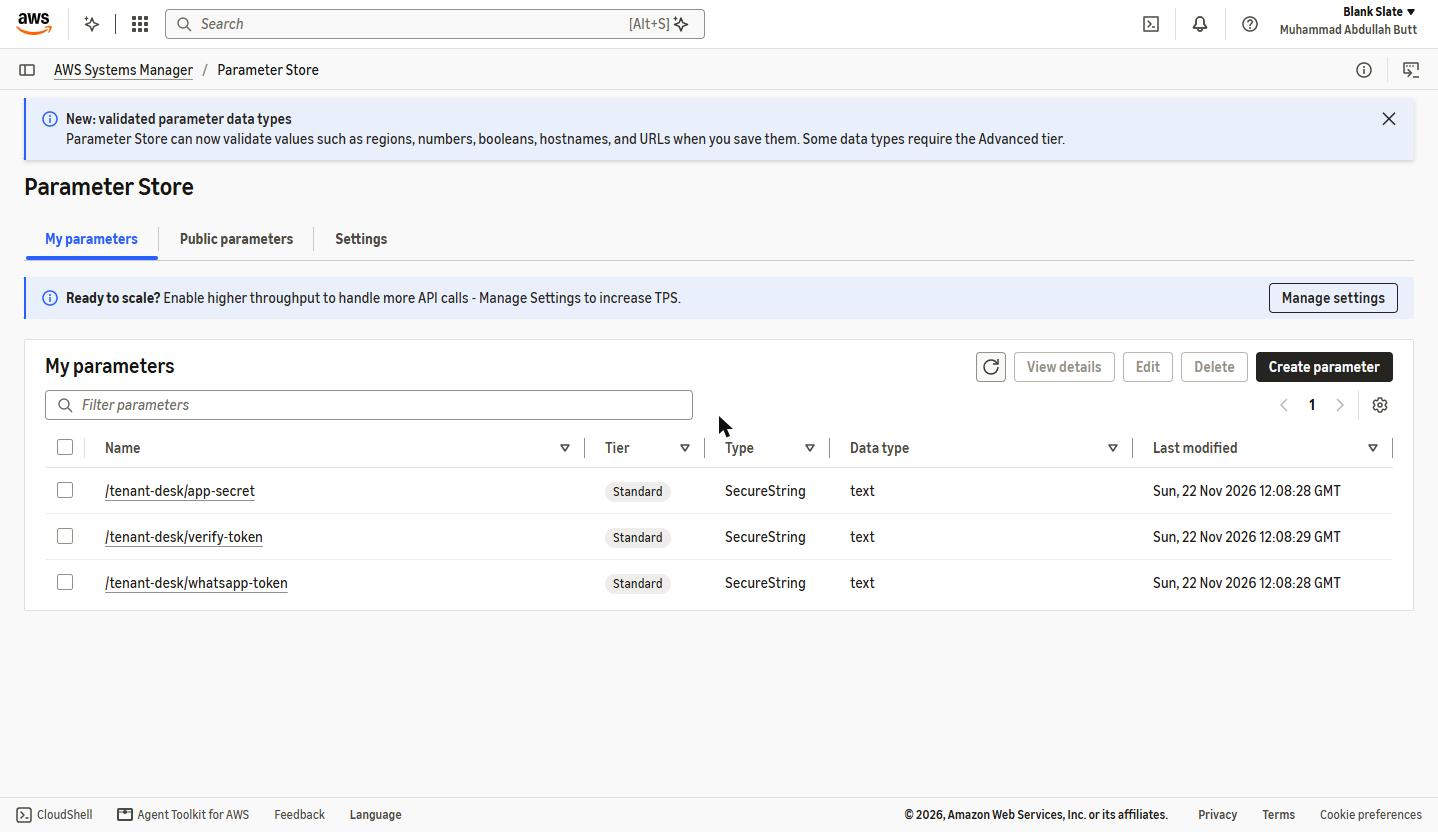 aws
Search [Alt+S]
Blank Slate
Muhammad Abdullah Butt
AWS Systems Manager / Parameter Store
New: validated parameter data types
Parameter Store can now validate values such as regions, numbers, booleans, hostnames, and URLs when you save them. Some data types require the Advanced tier.
Parameter Store
My parameters Public parameters Settings
Ready to scale? Enable higher throughput to handle more API calls - Manage Settings to increase TPS. Manage settings
My parameters View details Edit Delete Create parameter
Filter parameters 1
Name Tier Type Data type Last modified
/tenant-desk/app-secret Standard SecureString text Sun, 22 Nov 2026 12:08:28 GMT
/tenant-desk/verify-token Standard SecureString text Sun, 22 Nov 2026 12:08:29 GMT
/tenant-desk/whatsapp-token Standard SecureString text Sun, 22 Nov 2026 12:08:28 GMT
CloudShell Agent Toolkit for AWS Feedback Language © 2026, Amazon Web Services, Inc. or its affiliates. Privacy Terms Cookie preferences